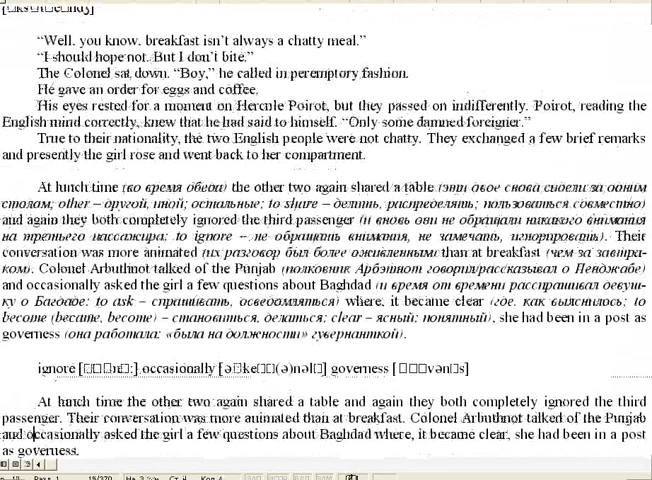 “Well, you know, breakfast isn’t always a chatty meal.”
“I should hope not. But I don’t bite.”
The Colonel sat down. “Boy,” he called in peremptory fashion.
He gave an order for eggs and coffee.
His eyes rested for a moment on Hercule Poirot, but they passed on indifferently. Poirot, reading the
English mind correctly, knew that he had said to himself. “Only some damned foreigner.”
True to their nationality, the two English people were not chatty. They exchanged a few brief remarks
and presently the girl rose and went back to her compartment.
At lunch time (во время обеда) the other two again shared a table (эти двое снова сидели за одним
столом; other – другой, иной; остальные; to share – делить, распределять; пользоваться совместно)
and again they both completely ignored the third passenger (и вновь они не обращали никакого внимания
на третьего пассажира; to ignore – не обращать внимания, не замечать, игнорировать). Their
conversation was more animated (их разговор был более оживленным) than at breakfast (чем за завтра-
ком). Colonel Arbuthnot talked of the Punjab (полковник Арбэтнот говорил/рассказывал о Пенджабе)
and occasionally asked the girl a few questions about Baghdad (и время от времени расспрашивал девуш-
ку о Багдаде; to ask – спрашивать, осведомляться) where, it became clear (где, как выяснилось; to
become (became, become) – становиться, делаться; clear – ясный; понятный), she had been in a post as
governess (она работала: «была на должности» гувернанткой).
ignore [□□nɔ:] occasionally [ə□keɪ□(ə)nəlɪ] governess [□□□vənɪs]
At lunch time the other two again shared a table and again they both completely ignored the third
passenger. Their conversation was more animated than at breakfast. Colonel Arbuthnot talked of the Punjab
and occasionally asked the girl a few questions about Baghdad where, it became clear, she had been in a post
as governess.